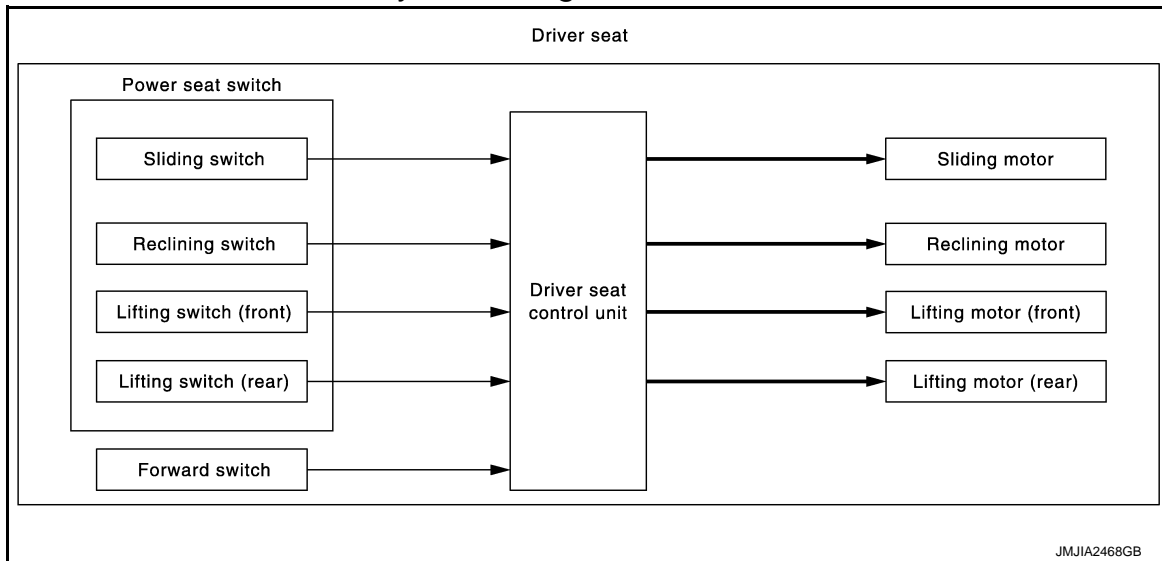 Driver seat
Power seat switch
Sliding switch
Sliding motor
Reclining switch
Reclining motor
Lifting switch (front)
Driver seat
control unit
Lifting motor (front)
Lifting switch (rear)
Lifting motor (rear)
Forward switch
JMJIA2468GB